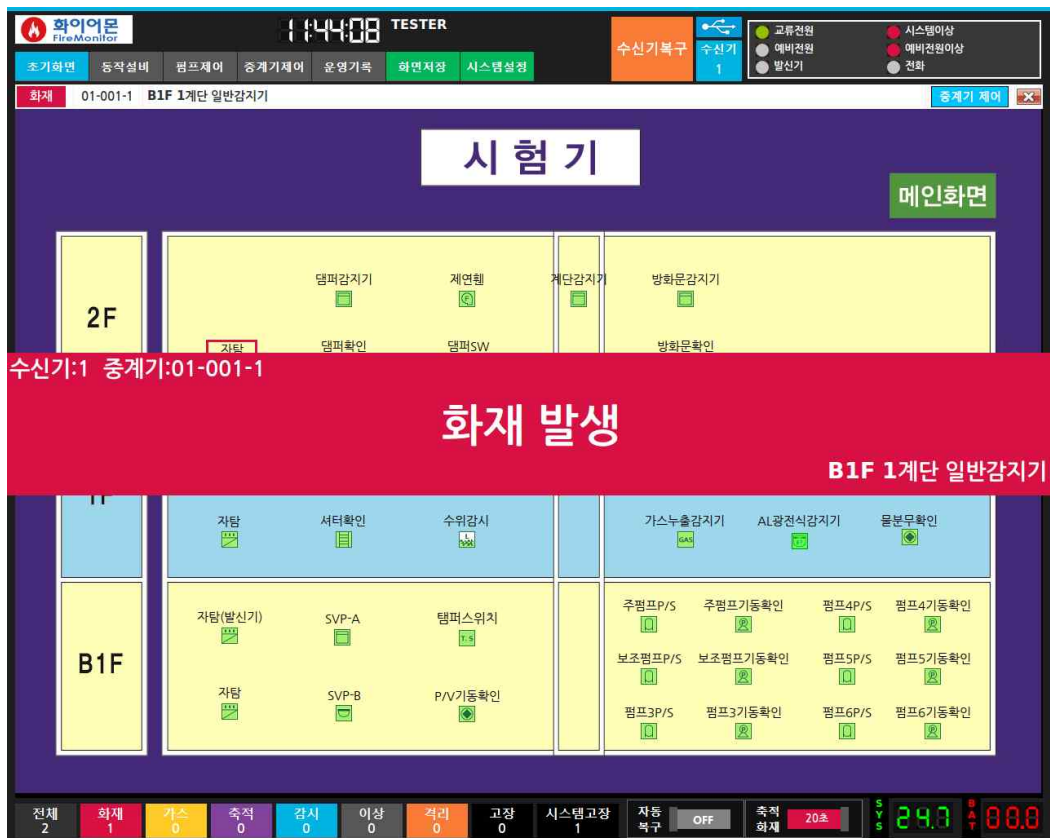 화이어몬
FireMonitor
11:44:08 TESTER
수신기복구
수신기
1
교류전원
예비전원
발신기
시스템이상
예비전원이상
전화
초기화면 동작설비 펌프제어 중계기제어 운영기록 화면저장 시스템설정
화재 01-001-1 B1F 1계단 일반감지기 중계기 제어
시 험 기
메인화면
2F
댐퍼감지기 제연휀 계단감지기 방화문감지기
자탐 댐퍼확인 댐퍼SW 방화문확인
수신기:1 중계기:01-001-1
화재 발생
B1F 1계단 일반감지기
1F
자탐 셔터확인 수위감시 가스누출감지기 AL광전식감지기 물분무확인
GAS
B1F
자탐(발신기) SVP-A 탬퍼스위치 주펌프P/S 주펌프기동확인 펌프4P/S 펌프4기동확인
T.S
보조펌프P/S 보조펌프기동확인 펌프5P/S 펌프5기동확인
자탐 SVP-B P/V기동확인 펌프3P/S 펌프3기동확인 펌프6P/S 펌프6기동확인
전체 화재 가스 축적 감시 이상 격리 고장 시스템고장
2 1 0 0 0 0 0 0 1
자동
복구
OFF
축적
화재
20초
SYS 24.7 BAT 00.0